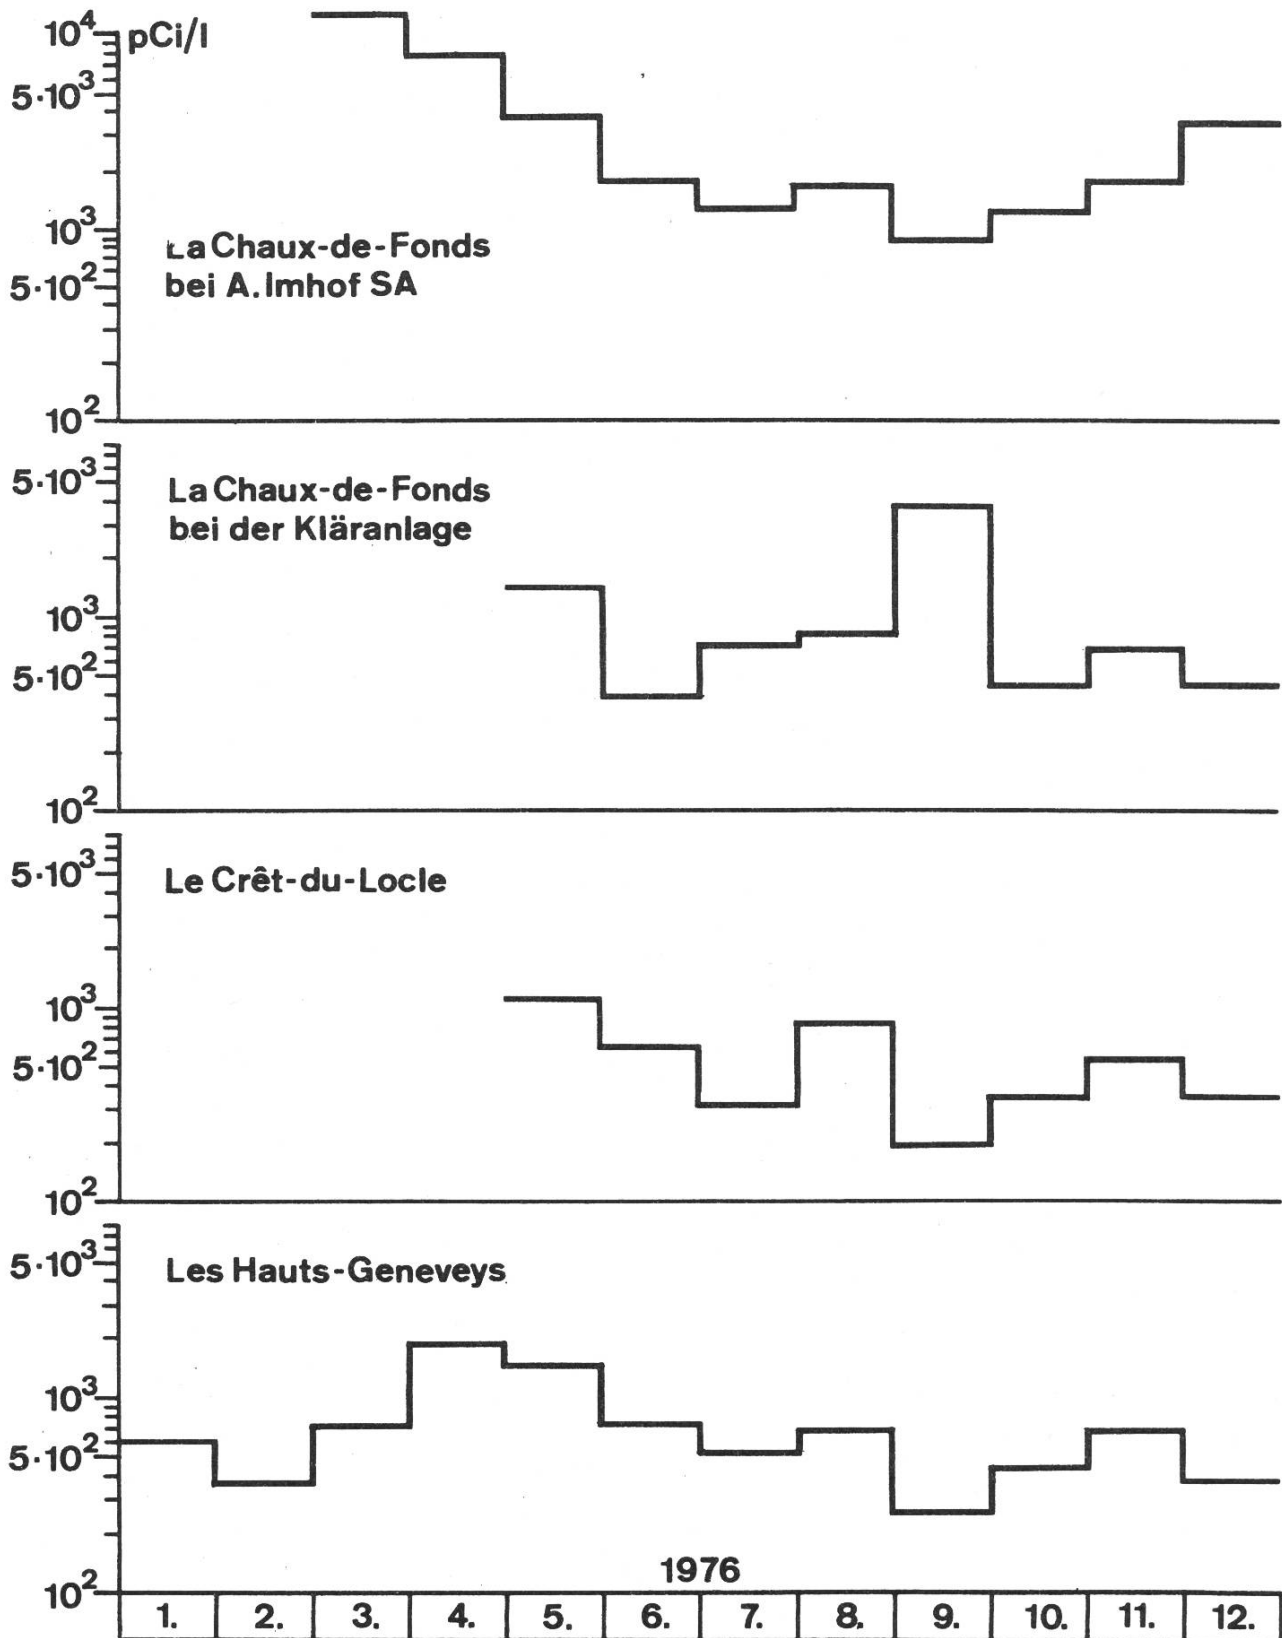 10⁴ pCi/l
5·10³
10³
La Chaux-de-Fonds
bei A. Imhof SA
5·10²
10²
5·10³
La Chaux-de-Fonds
bei der Kläranlage
10³
5·10²
10²
5·10³
Le Crêt-du-Locle
10³
5·10²
10²
5·10³
Les Hauts-Geneveys
10³
5·10²
1976
10²
1. 2. 3. 4. 5. 6. 7. 8. 9. 10. 11. 12.